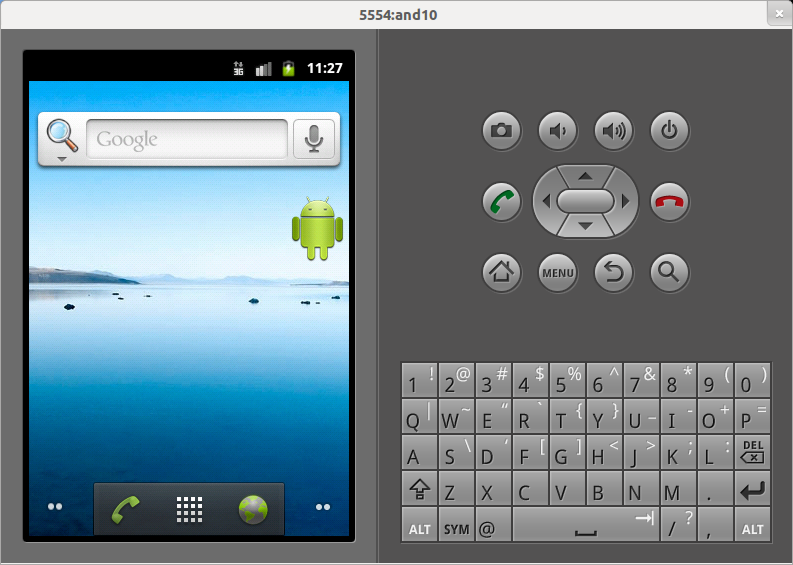 5554:and10
3G 11:27
Google
MENU
1 ! 2 @ 3 # 4 $ 5 % 6 ^ 7 & 8 * 9 ( 0 )
Q | W ~ E “ R ` T { Y } U _ I - O + P =
A S \ D ‘ F [ G ] H < J > K ; L : DEL
Z X C V B N M .
ALT SYM @ / ? , ALT